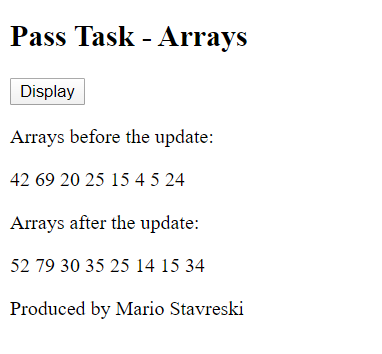 Pass Task - Arrays
Display
Arrays before the update:
42 69 20 25 15 4 5 24
Arrays after the update:
52 79 30 35 25 14 15 34
Produced by Mario Stavreski